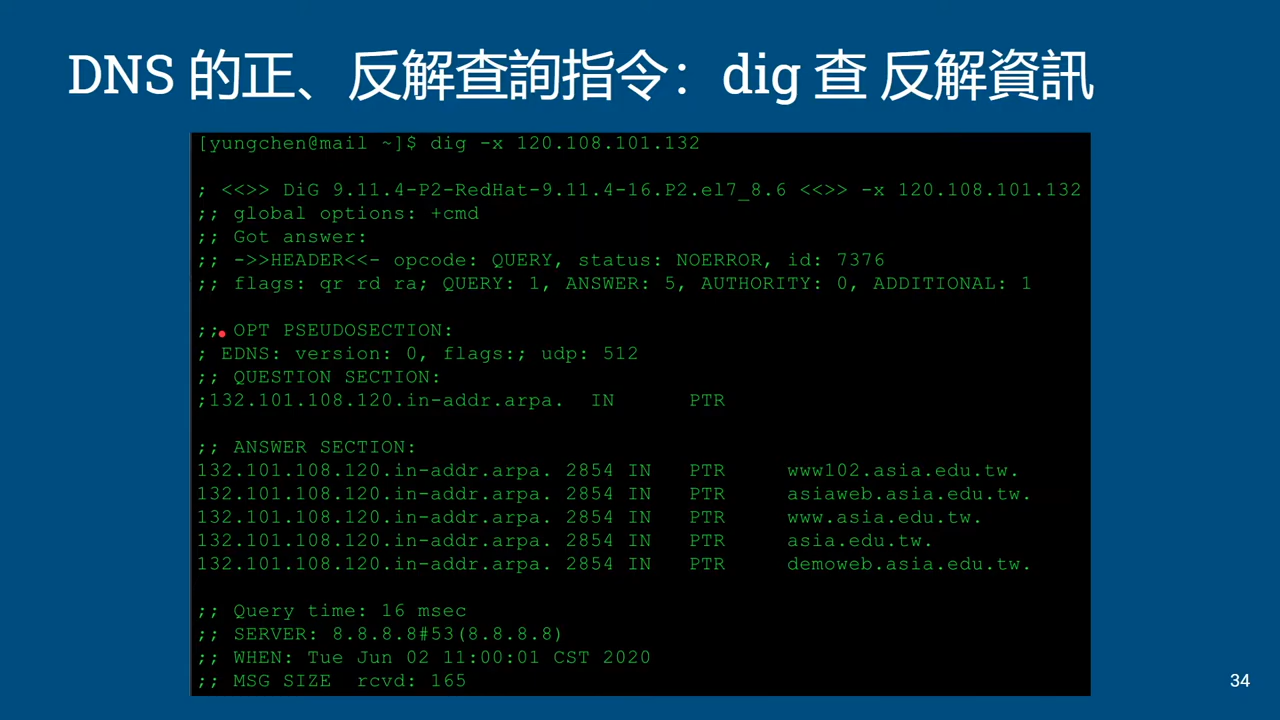 DNS 的正、反解查詢指令：dig 查 反解資訊
[yungchen@mail ~]$ dig -x 120.108.101.132
; <<>> DiG 9.11.4-P2-RedHat-9.11.4-16.P2.el7_8.6 <<>> -x 120.108.101.132
;; global options: +cmd
;; Got answer:
;; ->>HEADER<<- opcode: QUERY, status: NOERROR, id: 7376
;; flags: qr rd ra; QUERY: 1, ANSWER: 5, AUTHORITY: 0, ADDITIONAL: 1
;; OPT PSEUDOSECTION:
; EDNS: version: 0, flags:; udp: 512
;; QUESTION SECTION:
;132.101.108.120.in-addr.arpa. IN PTR
;; ANSWER SECTION:
132.101.108.120.in-addr.arpa. 2854 IN PTR www102.asia.edu.tw.
132.101.108.120.in-addr.arpa. 2854 IN PTR asiaweb.asia.edu.tw.
132.101.108.120.in-addr.arpa. 2854 IN PTR www.asia.edu.tw.
132.101.108.120.in-addr.arpa. 2854 IN PTR asia.edu.tw.
132.101.108.120.in-addr.arpa. 2854 IN PTR demoweb.asia.edu.tw.
;; Query time: 16 msec
;; SERVER: 8.8.8.8#53(8.8.8.8)
;; WHEN: Tue Jun 02 11:00:01 CST 2020
;; MSG SIZE rcvd: 165
34